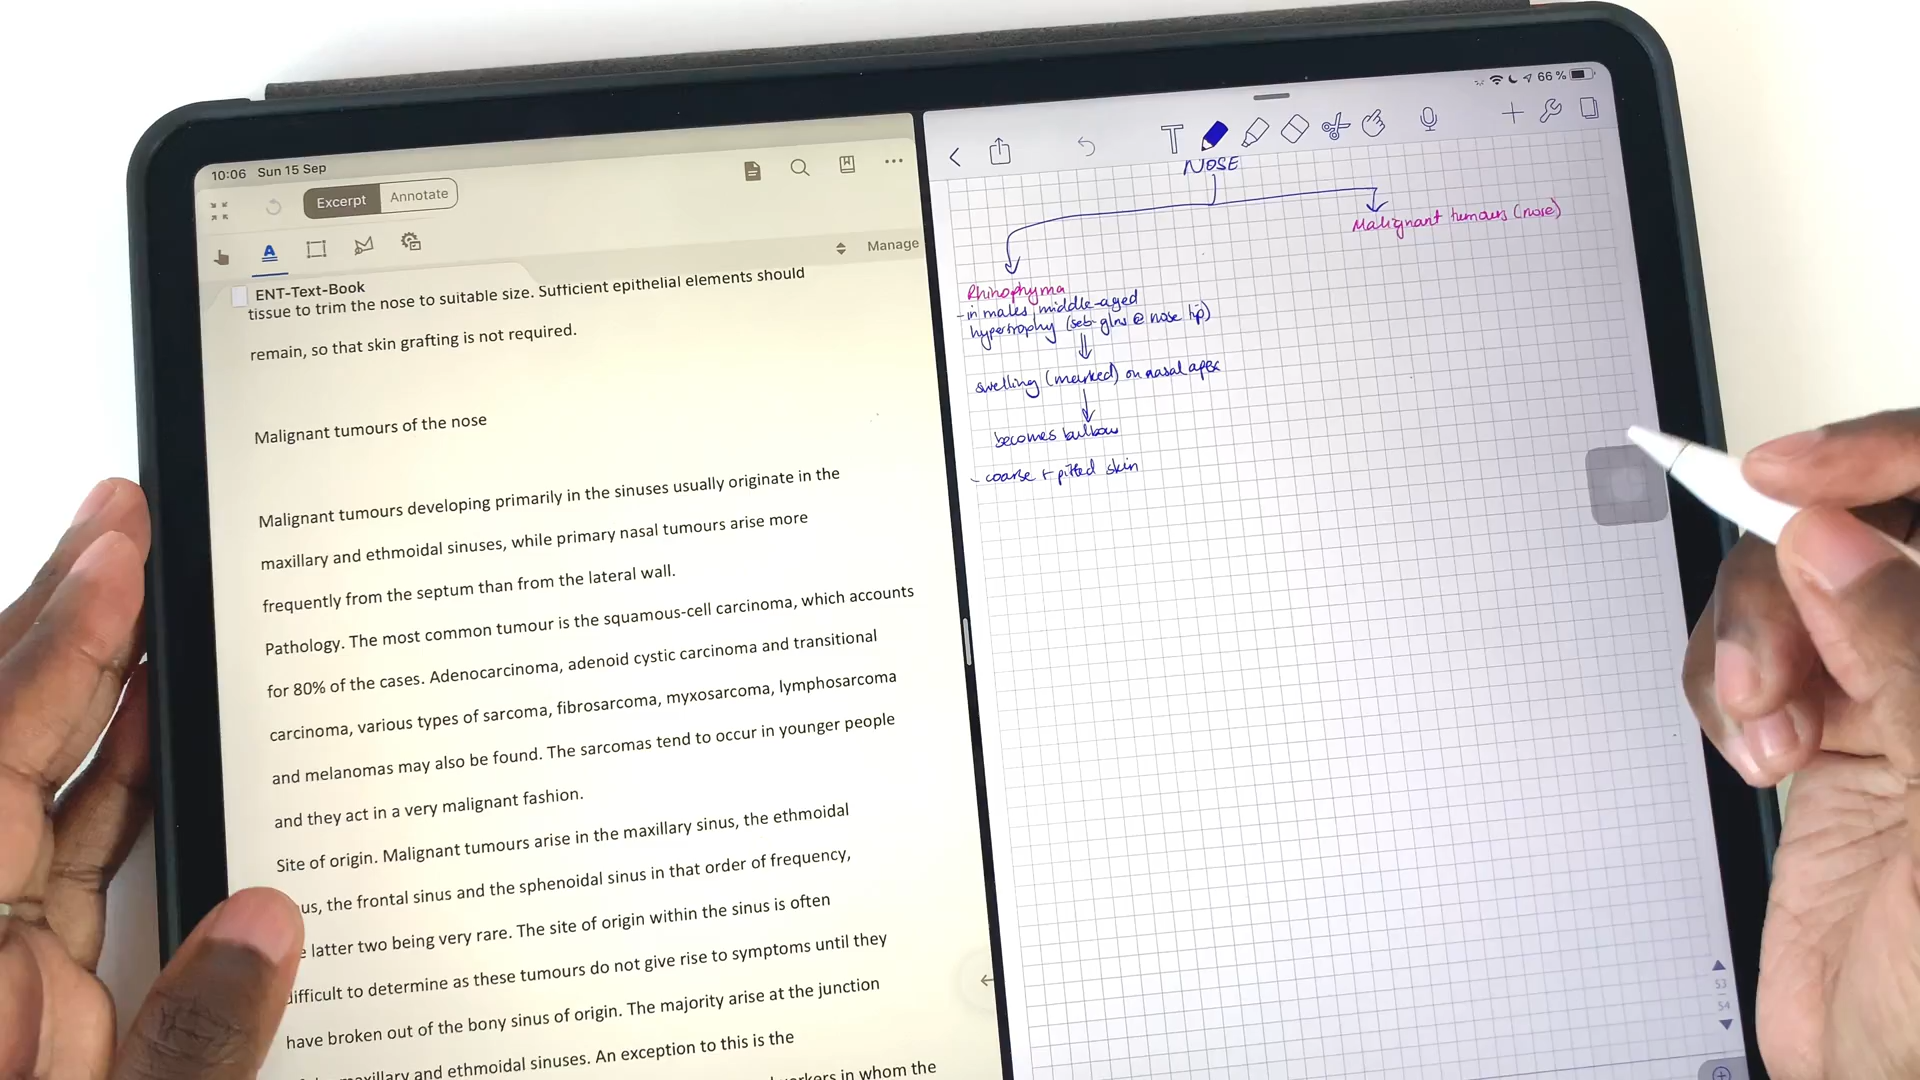 10:06 Sun 15 Sep
Excerpt Annotate
Manage
ENT-Text-Book
tissue to trim the nose to suitable size. Sufficient epithelial elements should
remain, so that skin grafting is not required.
Malignant tumours of the nose
Malignant tumours developing primarily in the sinuses usually originate in the
maxillary and ethmoidal sinuses, while primary nasal tumours arise more
frequently from the septum than from the lateral wall.
Pathology. The most common tumour is the squamous-cell carcinoma, which accounts
for 80% of the cases. Adenocarcinoma, adenoid cystic carcinoma and transitional
carcinoma, various types of sarcoma, fibrosarcoma, myxosarcoma, lymphosarcoma
and melanomas may also be found. The sarcomas tend to occur in younger people
and they act in a very malignant fashion.
Site of origin. Malignant tumours arise in the maxillary sinus, the ethmoidal
us, the frontal sinus and the sphenoidal sinus in that order of frequency,
e latter two being very rare. The site of origin within the sinus is often
difficult to determine as these tumours do not give rise to symptoms until they
have broken out of the bony sinus of origin. The majority arise at the junction
maxillary and ethmoidal sinuses. An exception to this is the
workers in whom the
66%
T
NOSE
Malignant tumours (nose)
Rhinophyma
- in males, middle-aged
hypertrophy (seb-glns @ nose tip)
swelling (marked) on nasal apex
becomes bulbous
- coarse + pitted skin
53
54